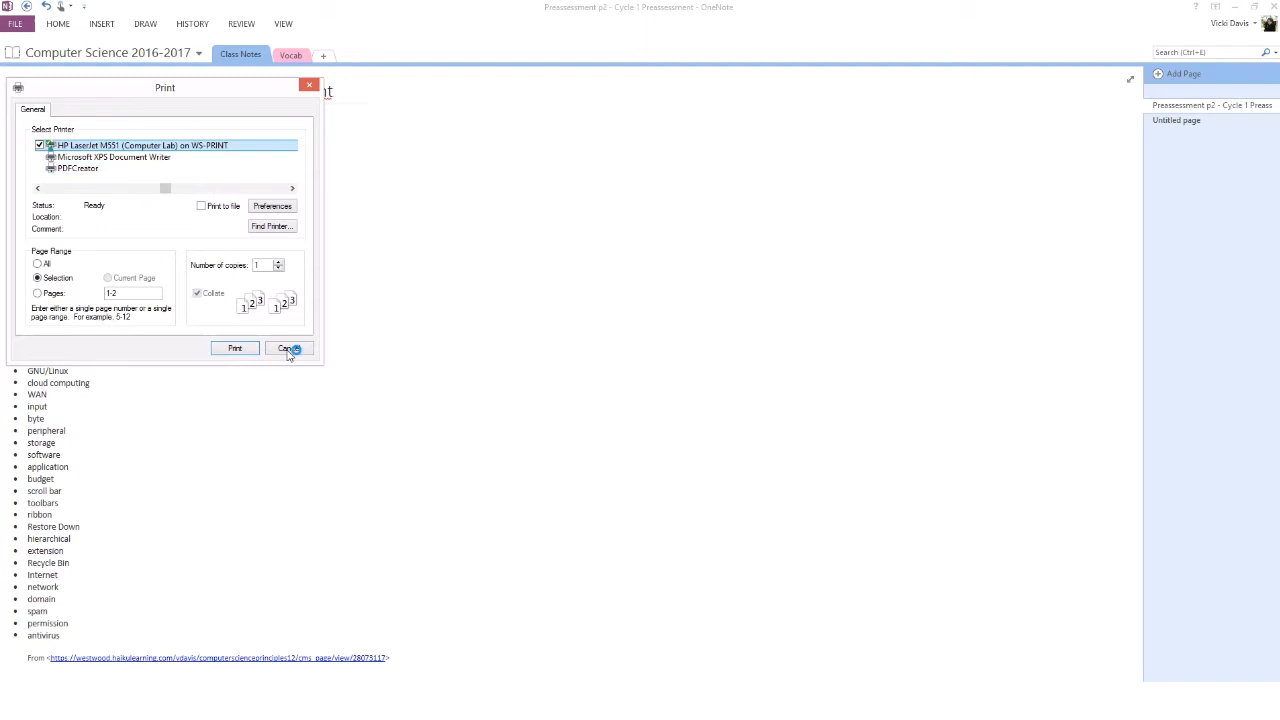 Preassessment p2 - Cycle 1 Preassessment - OneNote
FILE HOME INSERT DRAW HISTORY REVIEW VIEW
Vicki Davis
Computer Science 2016-2017 Class Notes Vocab +
Search (Ctrl+E)
Add Page
Preassessment p2 - Cycle 1 Preass
Untitled page
Print
General
Select Printer
HP LaserJet M551 (Computer Lab) on WS-PRINT
Microsoft XPS Document Writer
PDFCreator
Status: Ready
Location:
Comment:
Print to file Preferences
Find Printer...
Page Range
All
Selection Current Page
Pages: 1-2
Enter either a single page number or a single
page range. For example, 5-12
Number of copies: 1
Collate
1 2 3 1 2 3
Print
• GNU/Linux
• cloud computing
• WAN
• input
• byte
• peripheral
• storage
• software
• application
• budget
• scroll bar
• toolbars
• ribbon
• Restore Down
• hierarchical
• extension
• Recycle Bin
• Internet
• network
• domain
• spam
• permission
• antivirus
From <https://westwood.haikulearning.com/vdavis/computerscienceprinciples12/cms_page/view/28073117>